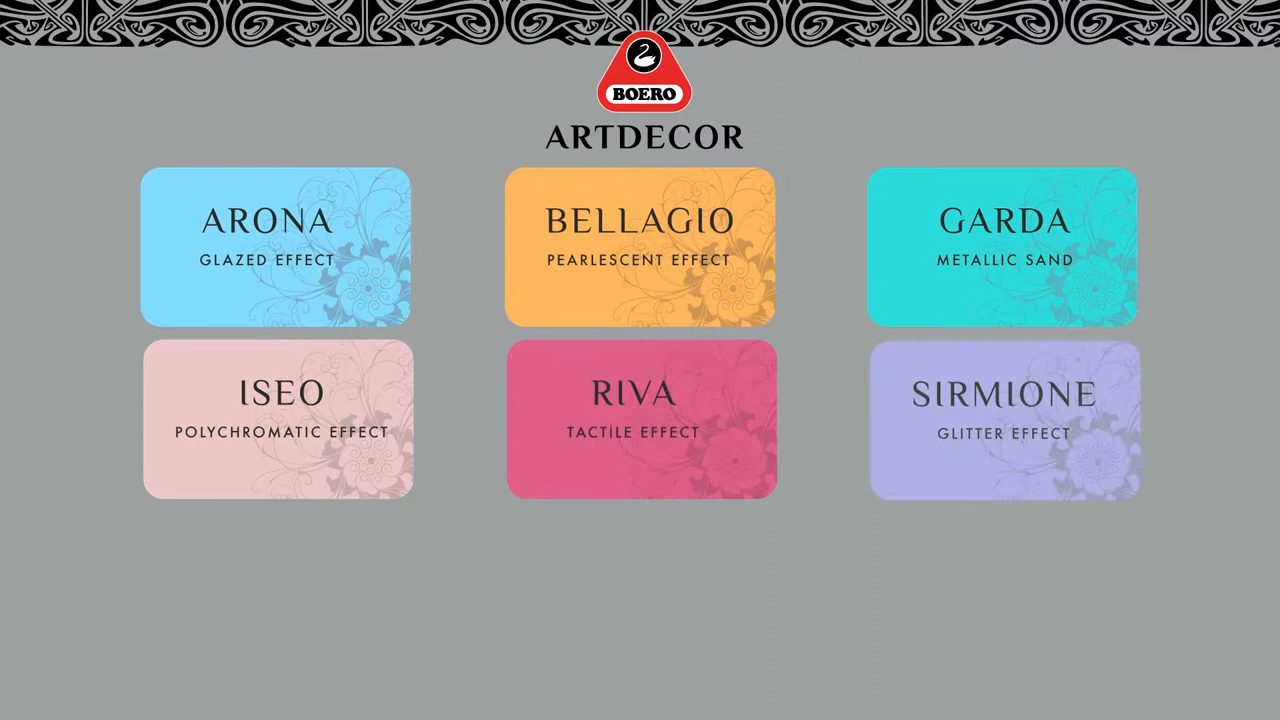 BOERO
ARTDECOR
ARONA
GLAZED EFFECT
BELLAGIO
PEARLESCENT EFFECT
GARDA
METALLIC SAND
ISEO
POLYCHROMATIC EFFECT
RIVA
TACTILE EFFECT
SIRMIONE
GLITTER EFFECT